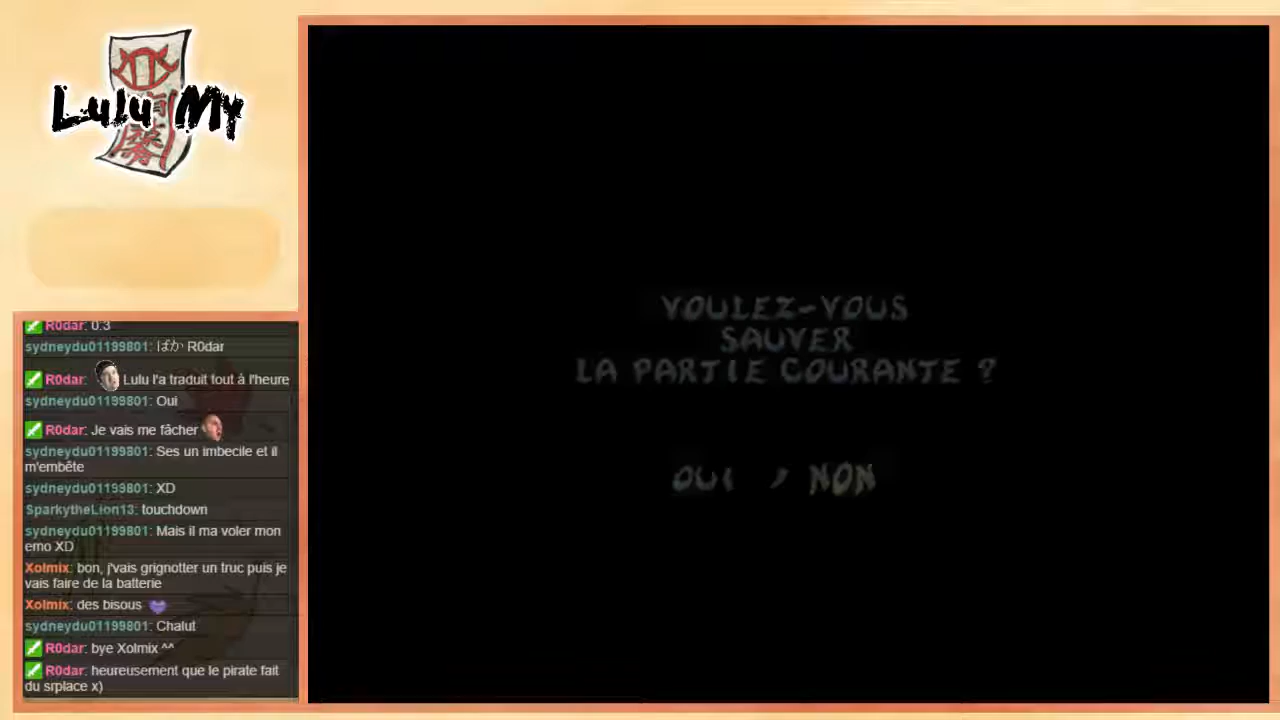 Lulu My
R0dar: 0.3
sydneydu01199801: ばか R0dar
R0dar: Lulu l'a traduit tout à l'heure
sydneydu01199801: Oui
R0dar: Je vais me fâcher
sydneydu01199801: Ses un imbecile et il
m'embête
sydneydu01199801: XD
SparkytheLion13: touchdown
sydneydu01199801: Mais il ma voler mon
emo XD
Xolmix: bon, j'vais grignotter un truc puis je
vais faire de la batterie
Xolmix: des bisous
sydneydu01199801: Chalut
R0dar: bye Xolmix ^^
R0dar: heureusement que le pirate fait
du srplace x)
VOULEZ-VOUS
SAUVER
LA PARTIE COURANTE ?
OUI / NON